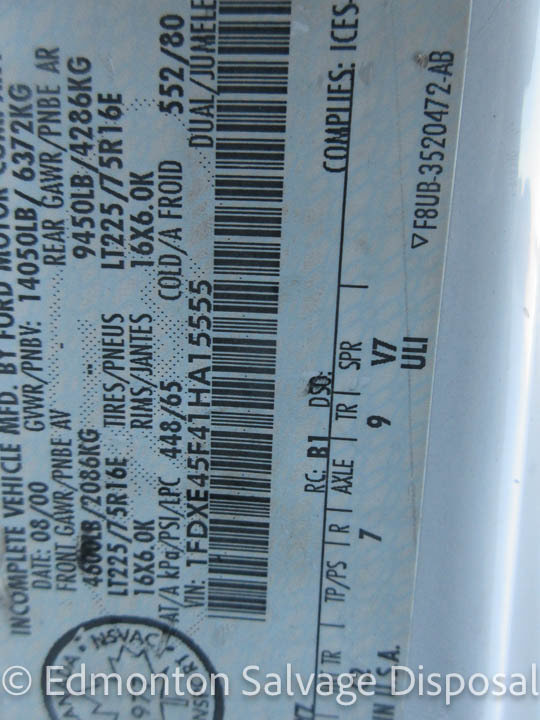 INCOMPLETE VEHICLE MFD. BY FORD MOTOR
DATE: 08/00 GVWR/PNBV: 14050LB/ 6372KG
FRONT GAWR/PNBE AV REAR GAWR/PNBE AR
4600LB/2086KG 9450LB/4286KG
LT225/75R16E TIRES/PNEUS LT225/75R16E
16X6.0K RIMS/JANTES 16X6.0K
AT/A kPa/PSI/LPC 448/65 COLD/A FROID 552/80
VIN: 1FDXE45F41HA15555 DUAL/JUMELE
RC: B1 DSO: COMPLIES: ICES-
TR TP/PS R AXLE TR SPR
7 9 V7
IN U.S.A. ULI
▽F8UB-3520472-AB
NSVAC
© Edmonton Salvage Disposal